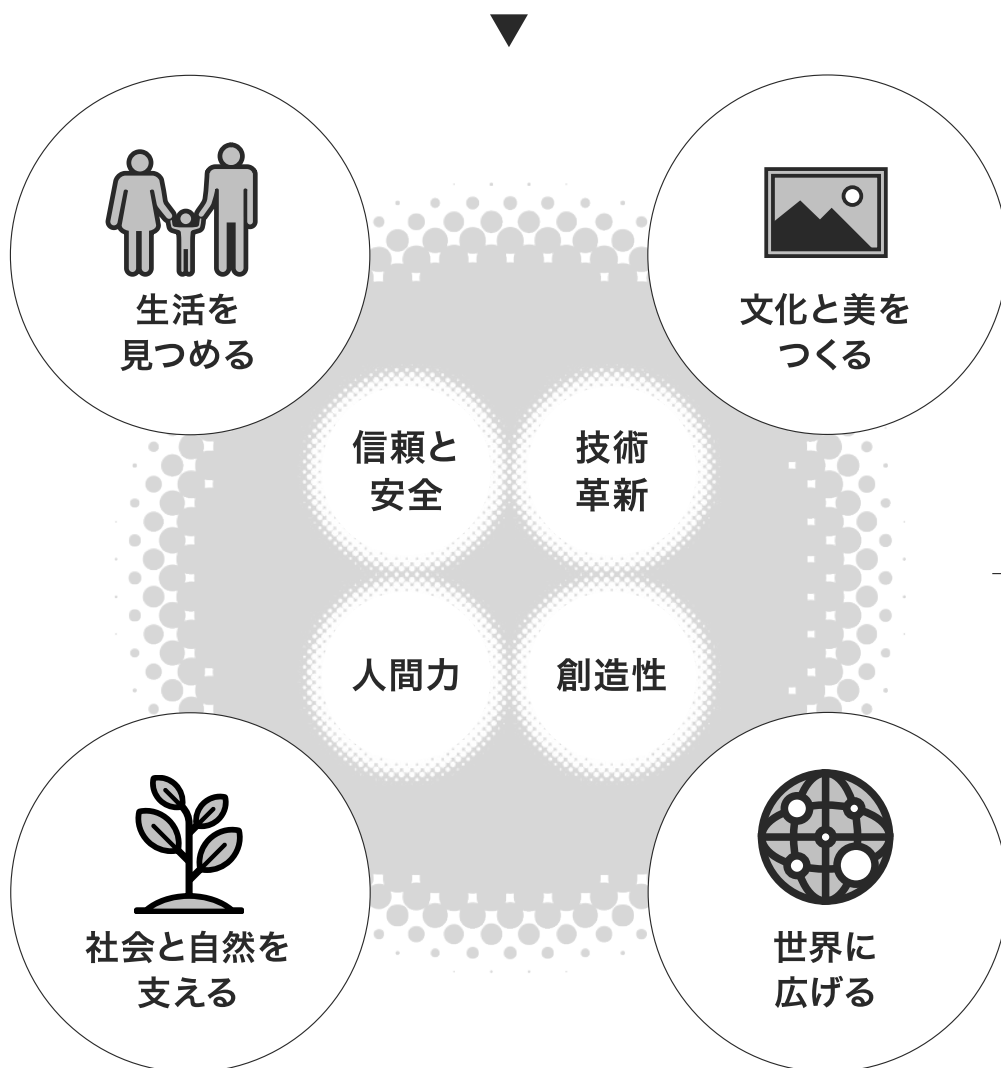 生活を
見つめる
文化と美を
つくる
信頼と
安全
技術
革新
人間力
創造性
社会と自然を
支える
世界に
広げる